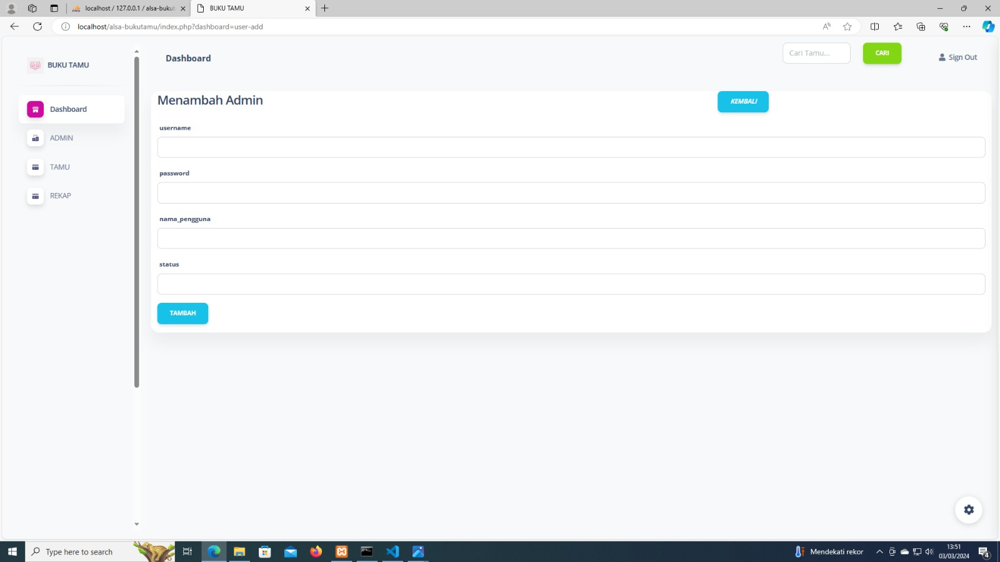 localhost / 127.0.0.1 / alsa-bukut
BUKU TAMU
localhost/alsa-bukutamu/index.php?dashboard=user-add
BUKU TAMU
Dashboard
Cari Tamu...
CARI
Sign Out
Dashboard
ADMIN
TAMU
REKAP
Menambah Admin
KEMBALI
username
password
nama_pengguna
status
TAMBAH
Type here to search
Mendekati rekor
13:51
03/03/2024
4